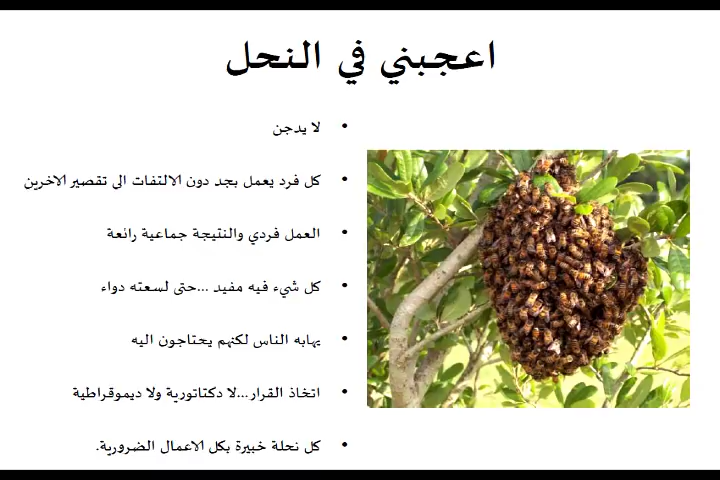 اعجبني في النحل
• لا يدجن
• كل فرد يعمل بجد دون الالتفات الى تقصير الاخرين
• العمل فردي والنتيجة جماعية رائعة
• كل شيء فيه مفيد ...حتى لسعته دواء
• يهابه الناس لكنهم يحتاجون اليه
• اتخاذ القرار...لا دكتاتورية ولا ديموقراطية
• كل نحلة خبيرة بكل الاعمال الضرورية.